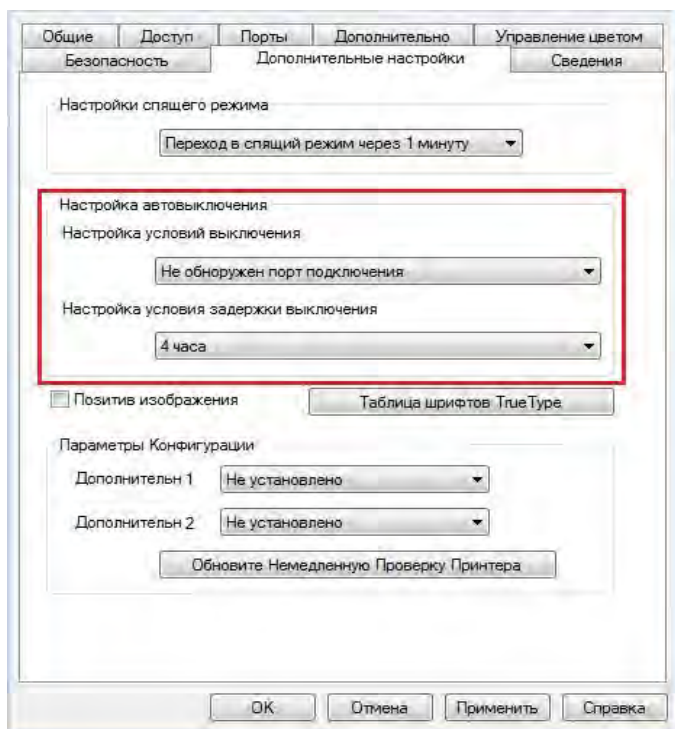 Общие Доступ Порты Дополнительно Управление цветом
Безопасность Дополнительные настройки Сведения
Настройки спящего режима
Переход в спящий режим через 1 минуту
Настройка автовыключения
Настройка условий выключения
Не обноружен порт подключения
Настройка условия задержки выключения
4 часа
Позитив изображения Таблица шрифтов TrueType
Параметры Конфигурации
Дополнительн 1 Не установлено
Дополнительн 2 Не установлено
Обновите Немедленную Проверку Принтера
OK Отмена Применить Справка